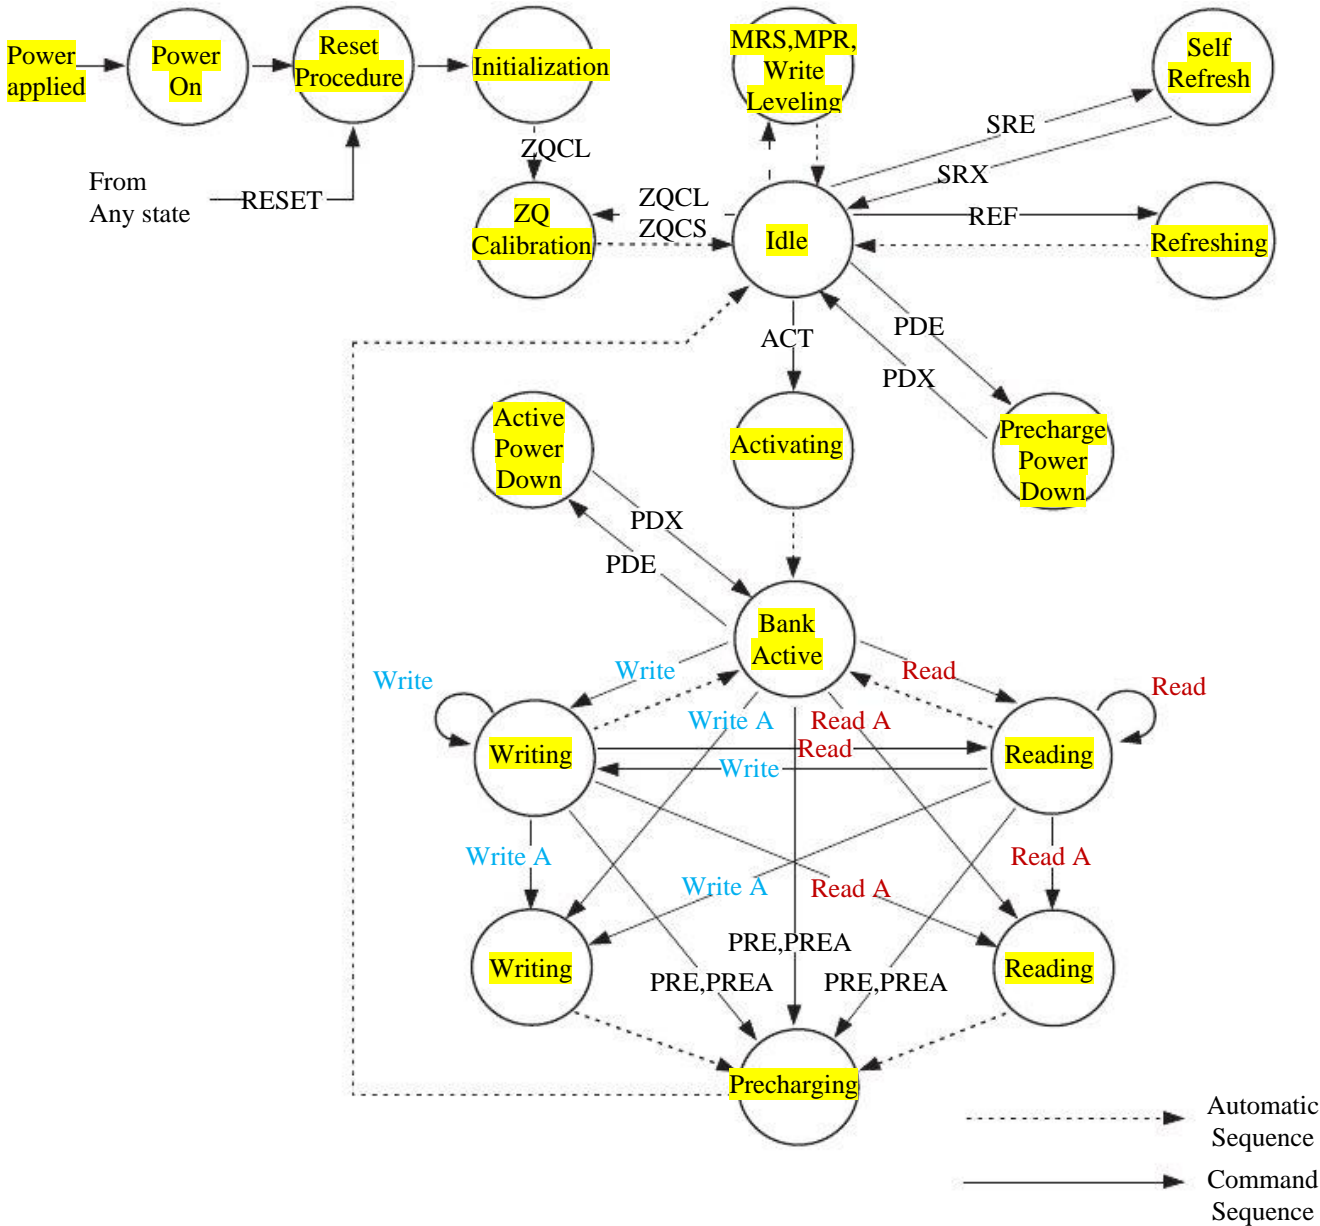 Power
applied
Power
On
Reset
Procedure
Initialization
MRS,MPR,
Write
Leveling
Self
Refresh
From
Any state
RESET
ZQCL
SRE
SRX
ZQ
Calibration
ZQCL
ZQCS
Idle
REF
Refreshing
ACT
PDE
PDX
Active
Power
Down
Activating
Precharge
Power
Down
PDX
PDE
Bank
Active
Write
Write
Read
Read
Write A
Read A
Writing
Read
Write
Reading
Write A
Write A
Read A
Read A
Writing
PRE,PREA
PRE,PREA
PRE,PREA
Reading
Precharging
Automatic
Sequence
Command
Sequence